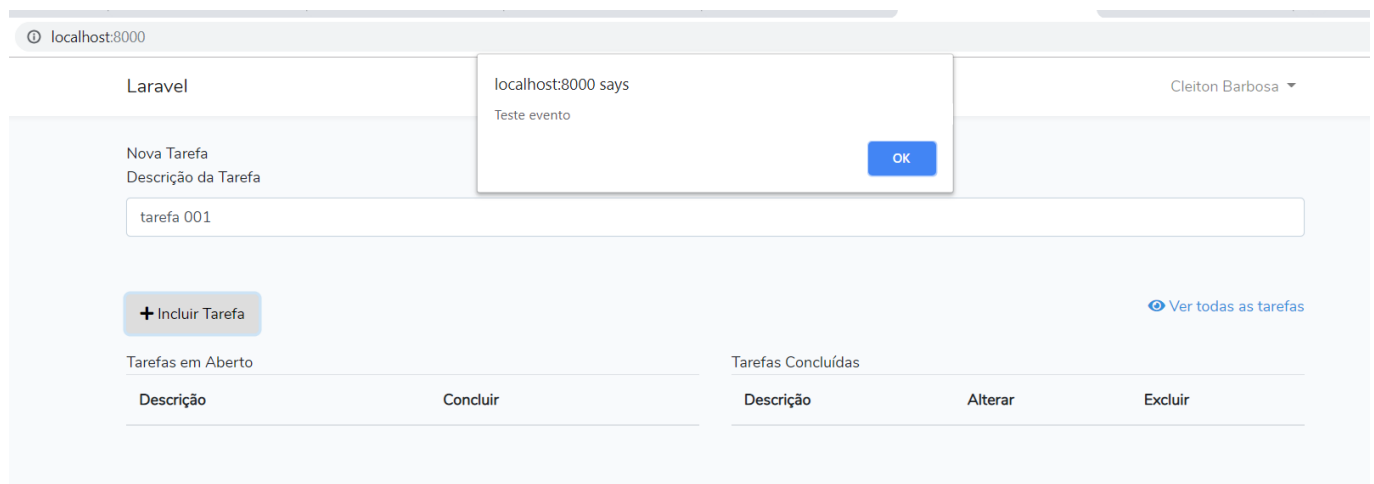 localhost:8000
localhost:8000 says
Teste evento
OK
Laravel
Cleiton Barbosa
Nova Tarefa
Descrição da Tarefa
tarefa 001
Incluir Tarefa
Ver todas as tarefas
Tarefas em Aberto
Descrição Concluir
Tarefas Concluídas
Descrição Alterar Excluir